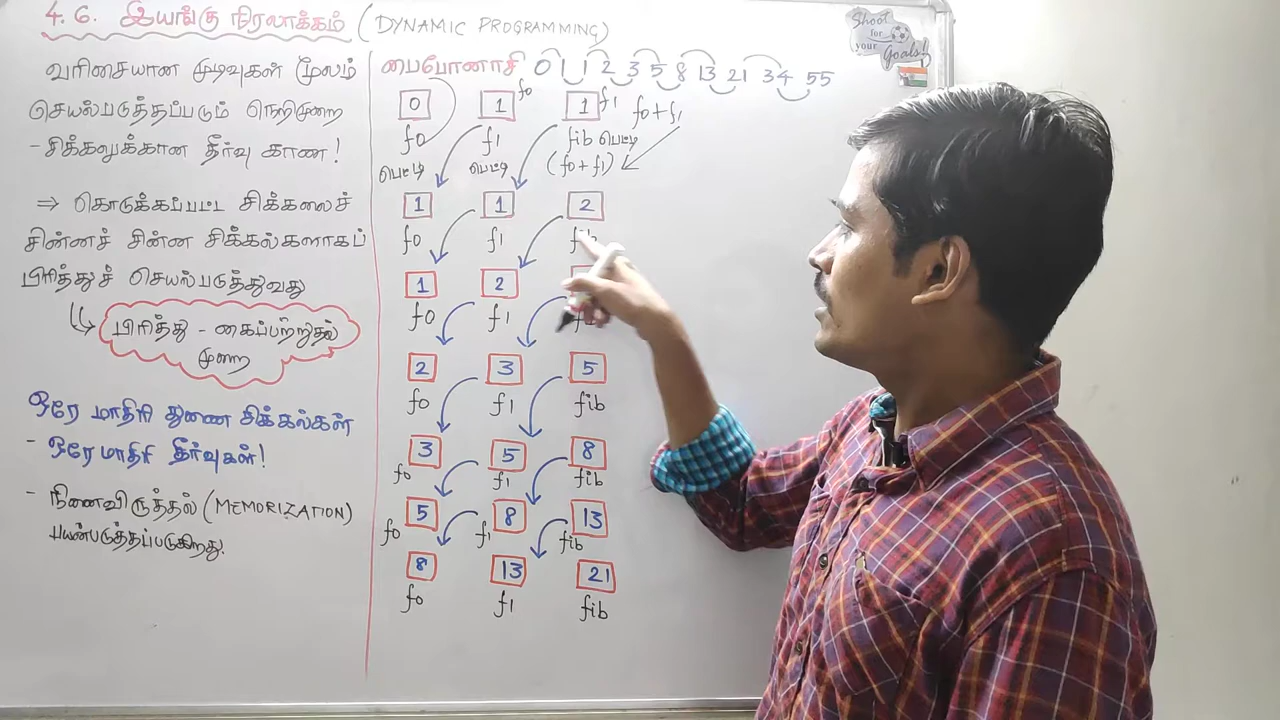 4.6. இயங்கு நிரலாக்கம் (DYNAMIC PROGRAMMING)
வரிசையான முடிவுகள் மூலம்
செயல்படுத்தப்படும் நெறிமுறை
- சிக்கலுக்கான தீர்வு காண!
⇒ கொடுக்கப்பட்ட சிக்கலைச்
சின்னச் சின்ன சிக்கல்களாகப்
பிரித்துச் செயல்படுத்துவது
பிரித்து - கைப்பற்றுதல்
முறை
ஒரே மாதிரி துணை சிக்கல்கள்
- ஒரே மாதிரி தீர்வுகள்!
- நினைவிருத்தல் (MEMORIZATION)
பயன்படுத்தப்படுகிறது.
பைபோனாசி 0 1 1 2 3 5 8 13 21 34 55
0 1 f0 1 f1 f0+f1
f0 f1 fib பெட்டி
பெட்டி பெட்டி (f0+f1)
1 1 2
f0 f1 fib
1 2
f0 f1
2 3 5
f0 f1 fib
3 5 8
f0 f1 fib
5 8 13
f0 f1 fib
8 13 21
f0 f1 fib
Shoot
for
your
Goals!